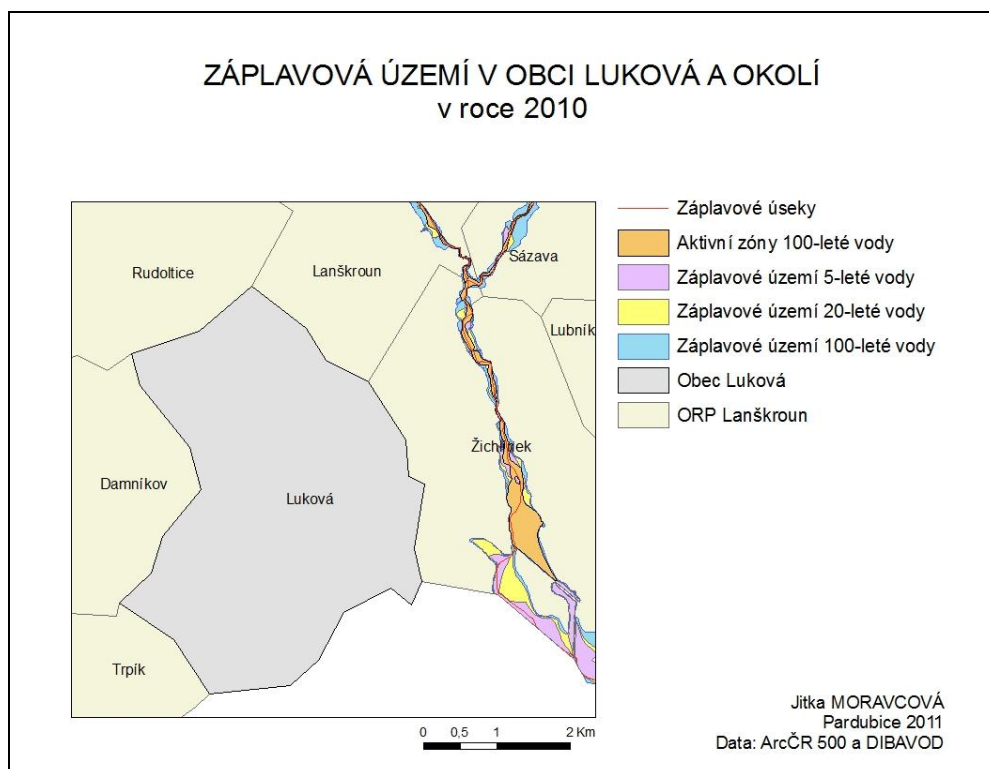 ZÁPLAVOVÁ ÚZEMÍ V OBCI LUKOVÁ A OKOLÍ
v roce 2010
Záplavové úseky
Aktivní zóny 100-leté vody
Záplavové území 5-leté vody
Záplavové území 20-leté vody
Záplavové území 100-leté vody
Obec Luková
ORP Lanškroun
Rudoltice
Lanškroun
Sázava
Lubník
Žichlínek
Damníkov
Luková
Trpík
0 0,5 1 2 Km
Jitka MORAVCOVÁ
Pardubice 2011
Data: ArcČR 500 a DIBAVOD